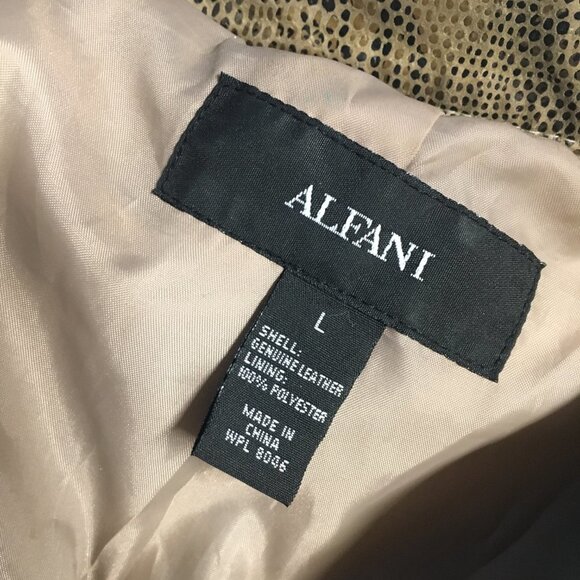 ALFANI
L
SHELL:
GENUINE LEATHER
LINING:
100% POLYESTER
MADE IN
CHINA
WPL 8046